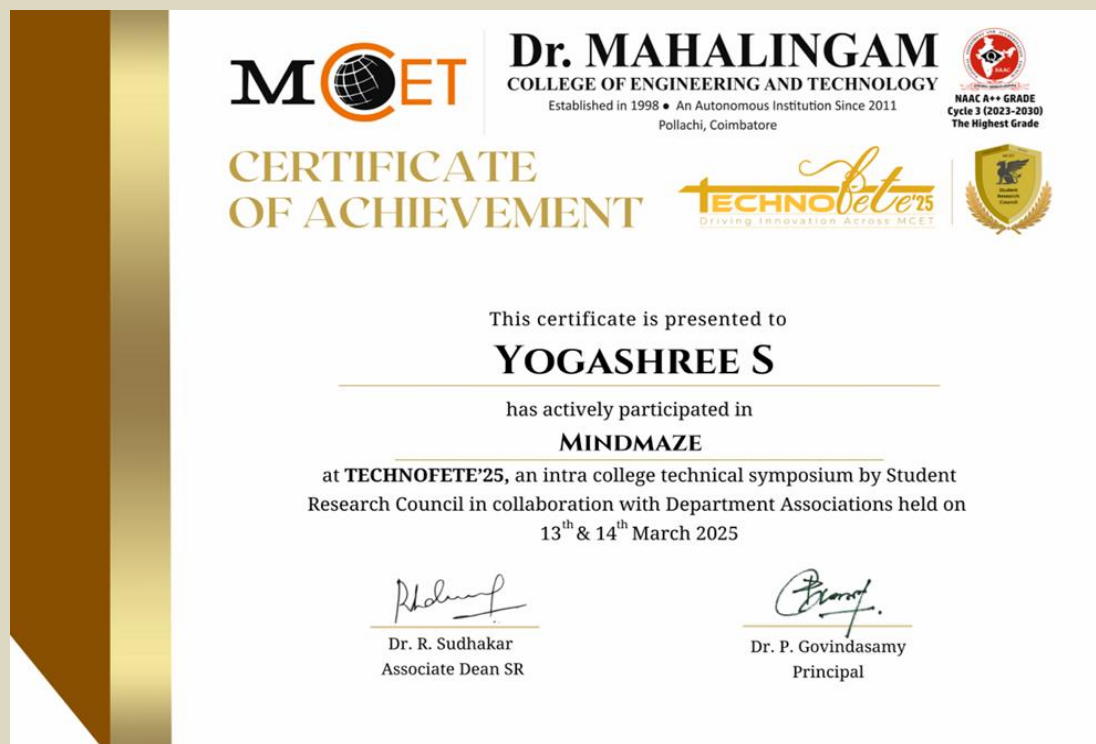 MCET
Dr. MAHALINGAM
COLLEGE OF ENGINEERING AND TECHNOLOGY
Established in 1998 • An Autonomous Institution Since 2011
Pollachi, Coimbatore
NAAC
NAAC A++ GRADE
Cycle 3 (2023-2030)
The Highest Grade
CERTIFICATE
OF ACHIEVEMENT
TECHNOfete'25
Driving Innovation Across MCET
MCET
Student
Research
Council
This certificate is presented to
YOGASHREE S
has actively participated in
MINDMAZE
at TECHNOFETE’25, an intra college technical symposium by Student
Research Council in collaboration with Department Associations held on
13th & 14th March 2025
Dr. R. Sudhakar
Associate Dean SR
Dr. P. Govindasamy
Principal